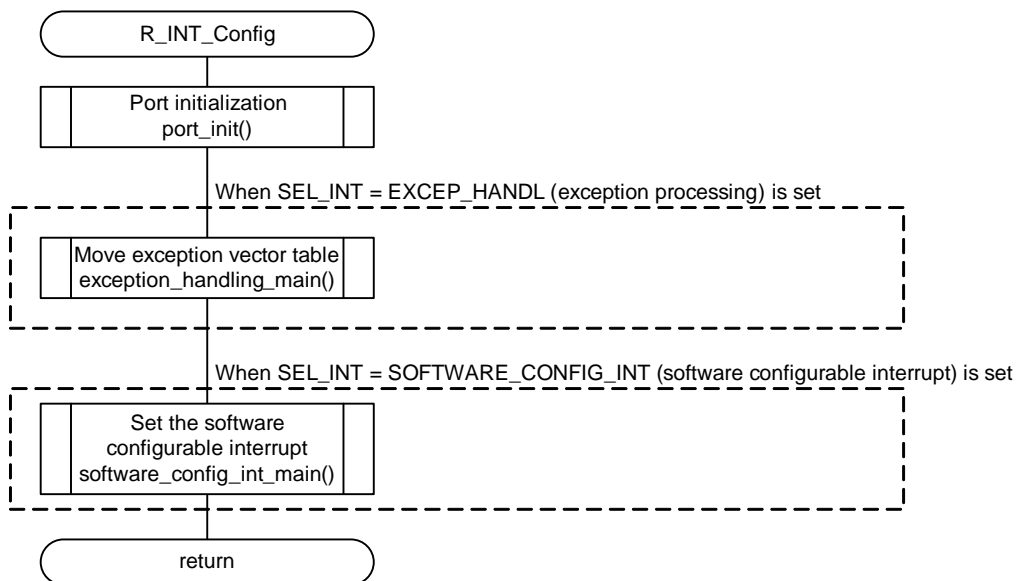 R_INT_Config
Port initialization
port_init()
When SEL_INT = EXCEP_HANDL (exception processing) is set
Move exception vector table
exception_handling_main()
When SEL_INT = SOFTWARE_CONFIG_INT (software configurable interrupt) is set
Set the software
configurable interrupt
software_config_int_main()
return